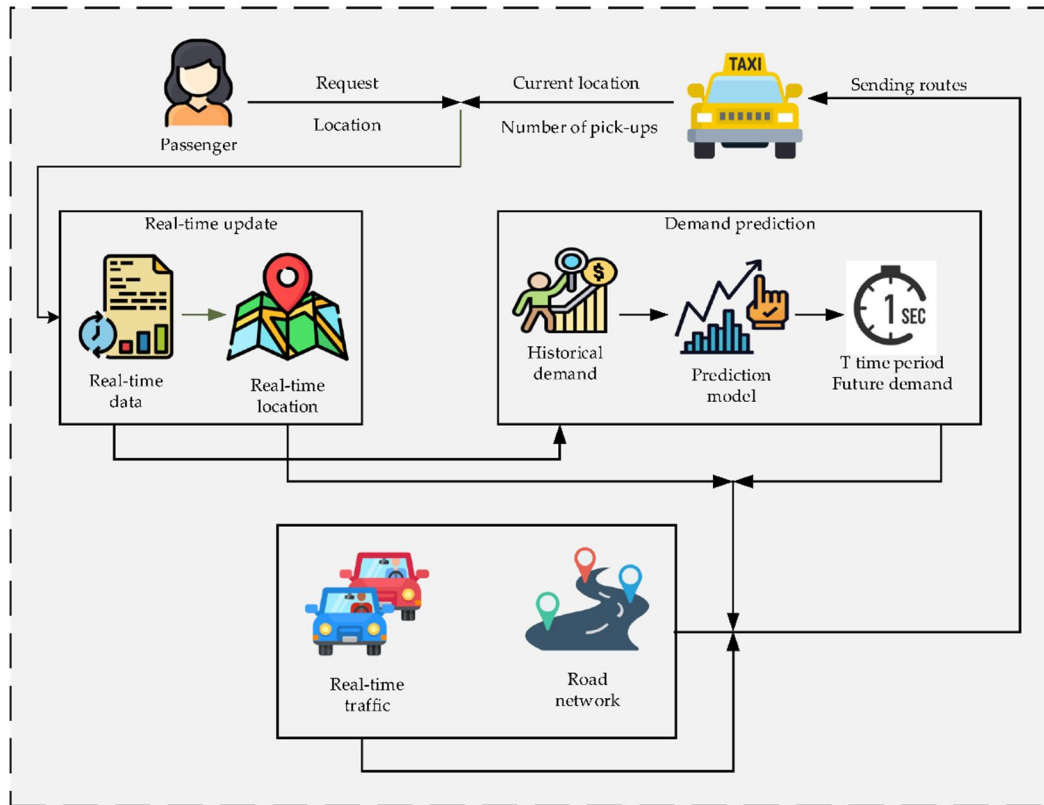 TAXI
Request
Current location
Sending routes
Location
Number of pick-ups
Passenger
Real-time update
Demand prediction
$
1 SEC
Real-time
data
Real-time
location
Historical
demand
Prediction
model
T time period
Future demand
Real-time
traffic
Road
network